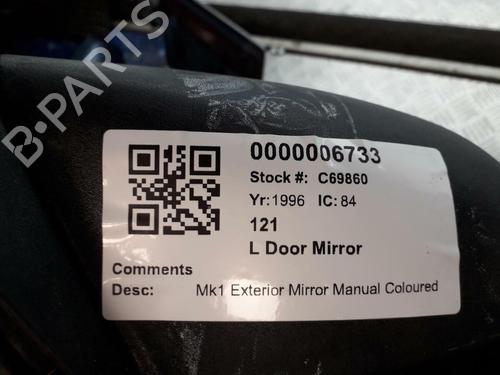 B-PARTS
0000006733
Stock #: C69860
Yr:1996 IC:84
121
L Door Mirror
Comments
Desc: Mk1 Exterior Mirror Manual Coloured